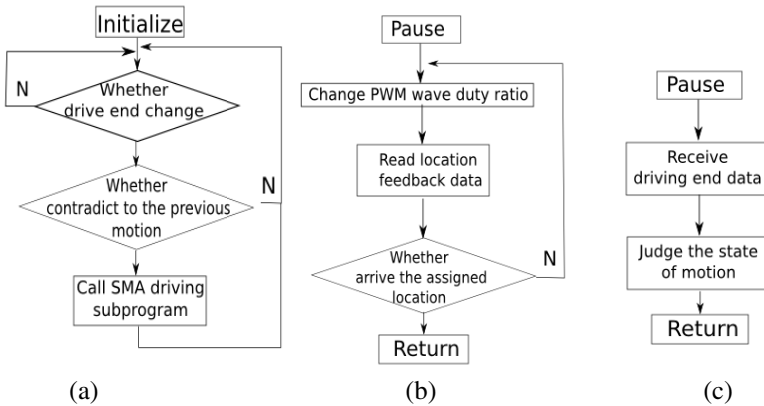 Initialize
N
Whether
drive end change
Whether
contradict to the previous
motion
N
Call SMA driving
subprogram
(a)
Pause
Change PWM wave duty ratio
Read location
feedback data
Whether
arrive the assigned
location
N
Return
(b)
Pause
Receive
driving end data
Judge the state
of motion
Return
(c)